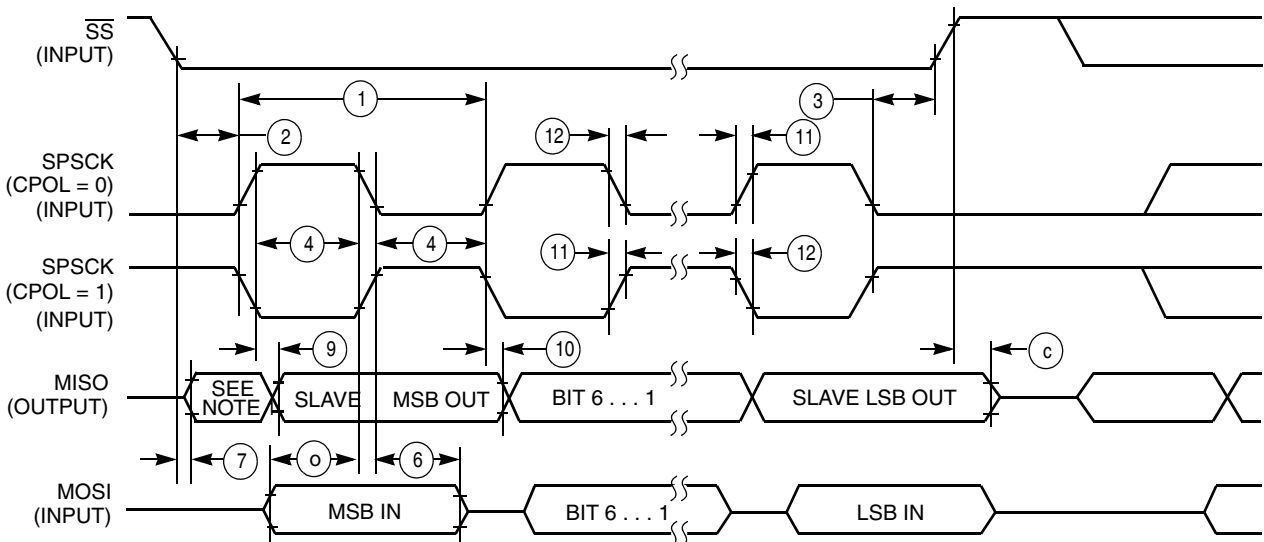 SS
(INPUT)
1
3
2
12
11
SPSCK
(CPOL = 0)
(INPUT)
4
4
SPSCK
(CPOL = 1)
(INPUT)
11
12
9
10
c
MISO
(OUTPUT)
SEE
NOTE
SLAVE
MSB OUT
BIT 6 . . . 1
SLAVE LSB OUT
7
o
6
MOSI
(INPUT)
MSB IN
BIT 6 . . . 1
LSB IN